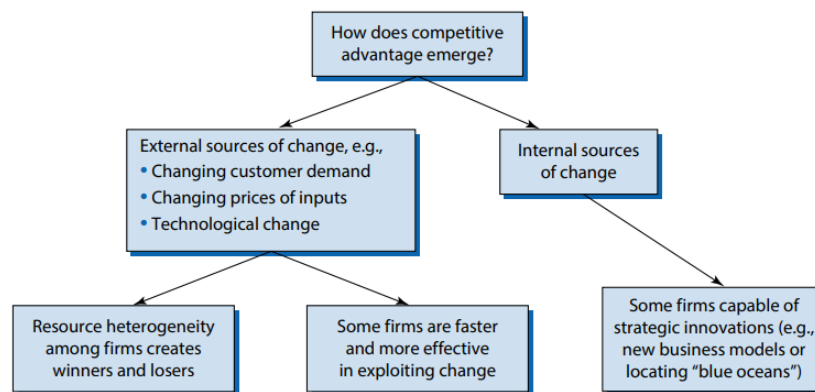 How does competitive
advantage emerge?
External sources of change, e.g.,
• Changing customer demand
• Changing prices of inputs
• Technological change
Internal sources
of change
Resource heterogeneity
among firms creates
winners and losers
Some firms are faster
and more effective
in exploiting change
Some firms capable of
strategic innovations (e.g.,
new business models or
locating “blue oceans”)